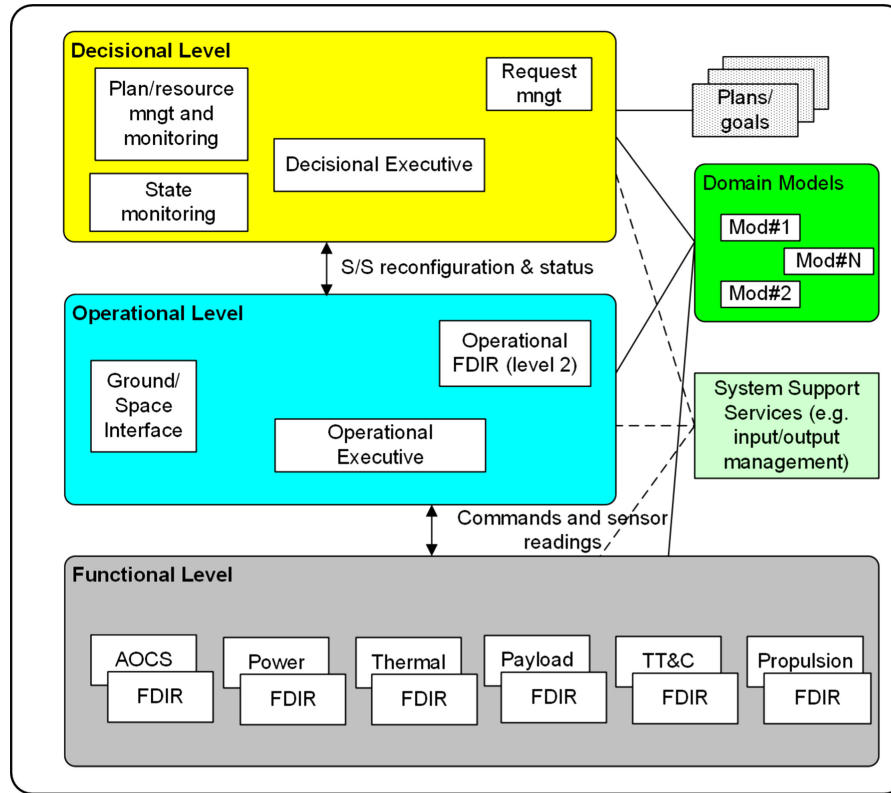 Decisional Level
Plan/resource
mngt and
monitoring
Request
mngt
Decisional Executive
State
monitoring
Plans/
goals
Domain Models
Mod#1
Mod#N
Mod#2
S/S reconfiguration & status
Operational Level
Operational
FDIR (level 2)
Ground/
Space
Interface
Operational
Executive
System Support
Services (e.g.
input/output
management)
Commands and sensor
readings
Functional Level
AOCS
FDIR
Power
FDIR
Thermal
FDIR
Payload
FDIR
TT&C
FDIR
Propulsion
FDIR